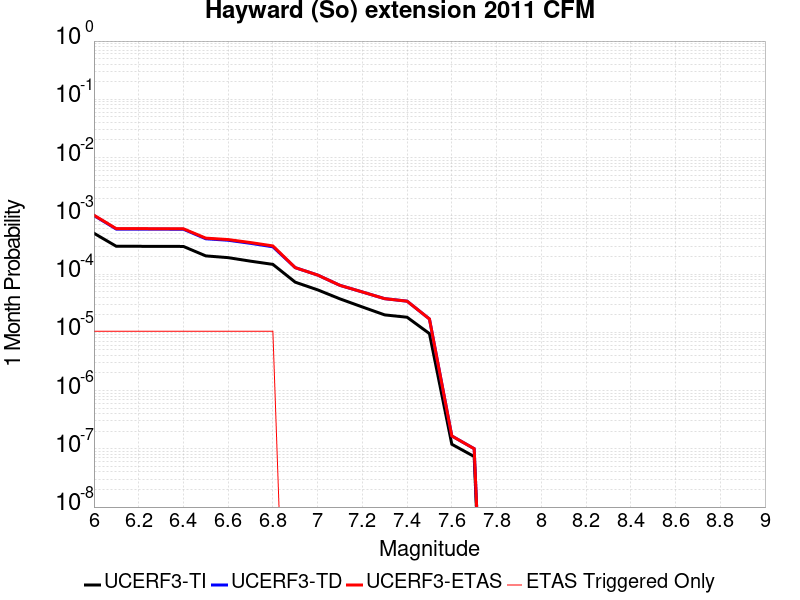 Hayward (So) extension 2011 CFM
10^0
10^-1
10^-2
10^-3
10^-4
10^-5
10^-6
10^-7
10^-8
1 Month Probability
6 6.2 6.4 6.6 6.8 7 7.2 7.4 7.6 7.8 8 8.2 8.4 8.6 8.8 9
Magnitude
UCERF3-TI UCERF3-TD UCERF3-ETAS ETAS Triggered Only